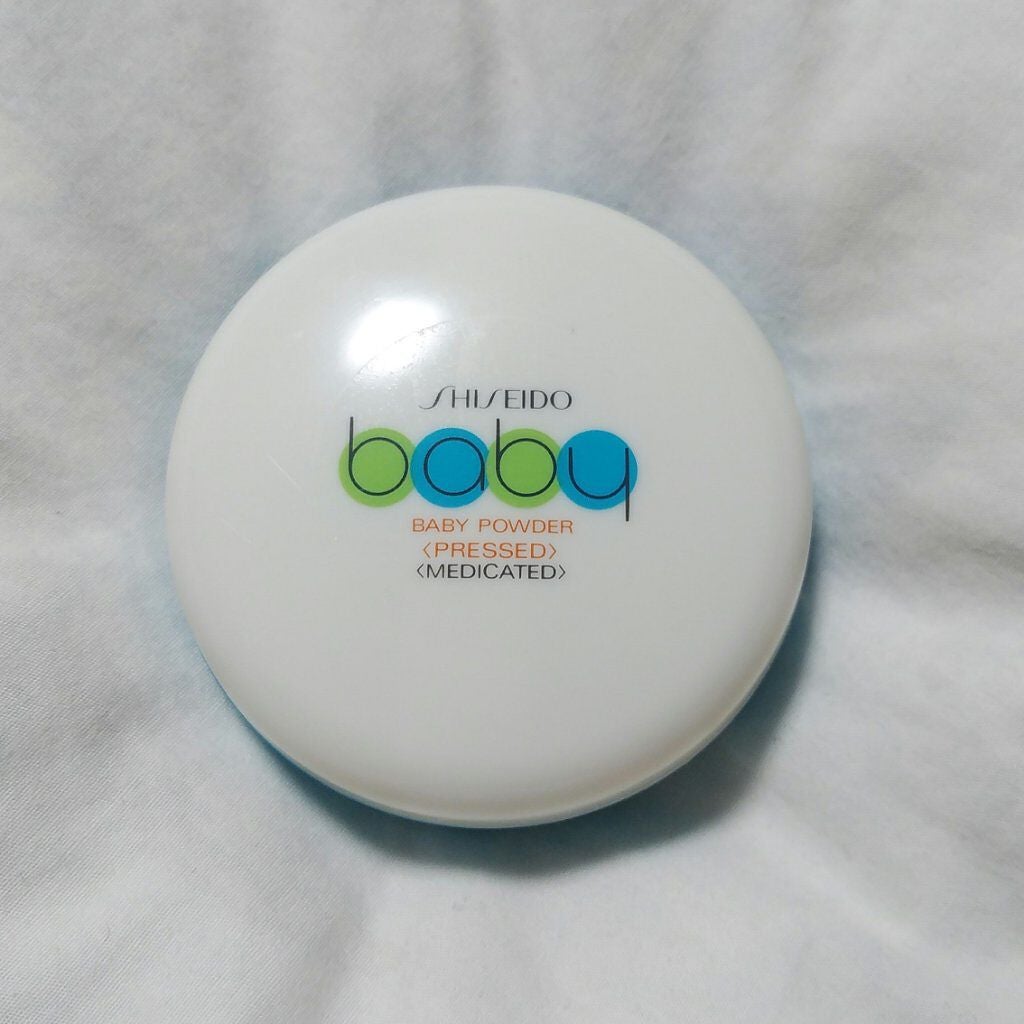 SHISEIDO
baby
BABY POWDER
〈PRESSED〉
〈MEDICATED〉